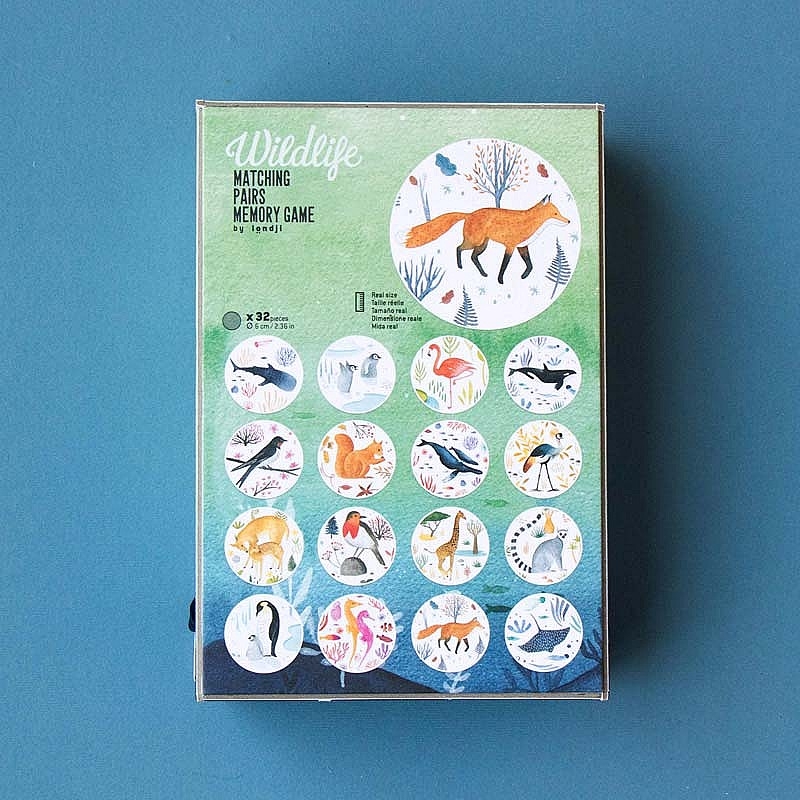 Wildlife
MATCHING
PAIRS
MEMORY GAME
by londji
Real size
Taille réelle
Tamaño real
Dimensione reale
Mida real
x 32 pieces
Ø 6 cm / 2.36 in